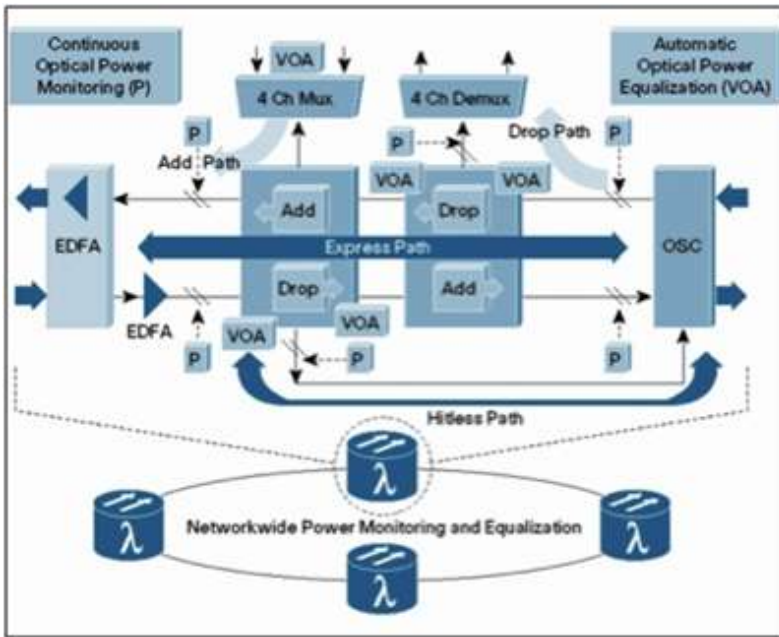 Continuous
Optical Power
Monitoring (P)
VOA
4 Ch Mux
4 Ch Demux
Automatic
Optical Power
Equalization (VOA)
P
Add Path
P
Drop Path
P
VOA
VOA
EDFA
Add
Drop
OSC
Express Path
Drop
Add
EDFA
P
VOA
VOA
P
P
Hitless Path
λ
λ
Networkwide Power Monitoring and Equalization
λ
λ